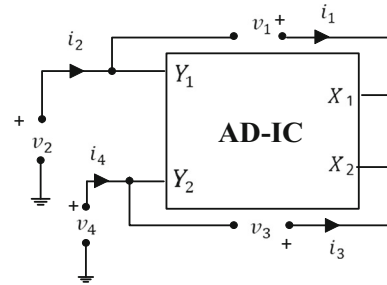 v₁ + i₁
i₂
Y₁
X₁
+
v₂
AD-IC
X₂
i₄
Y₂
+
v₄
v₃
+
i₃